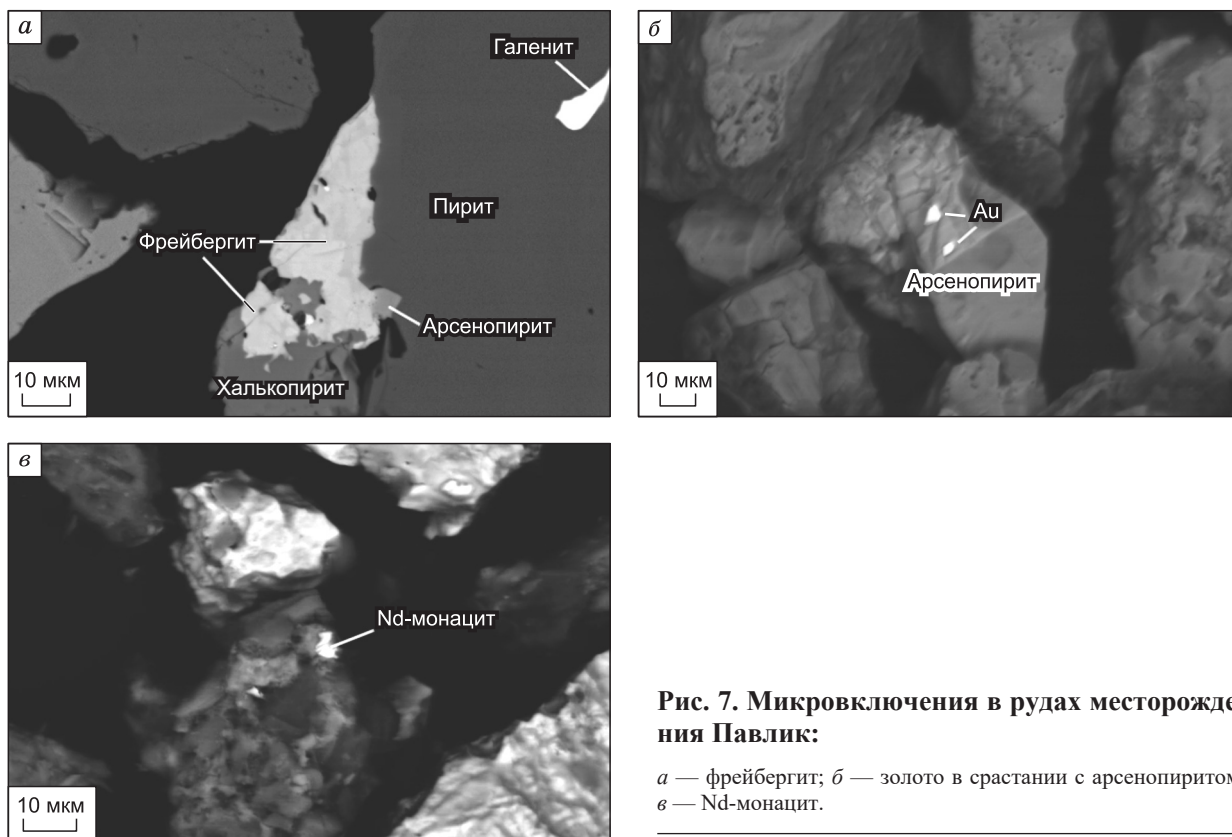 а
Галенит
Пирит
Фрейбергит
Арсенопирит
Халькопирит
10 мкм
б
Au
Арсенопирит
10 мкм
в
Nd-монацит
10 мкм
Рис. 7. Микровключения в рудах месторожде
ния Павлик:
а — фрейбергит; б — золото в срастании с арсенопиритом
в — Nd-монацит.